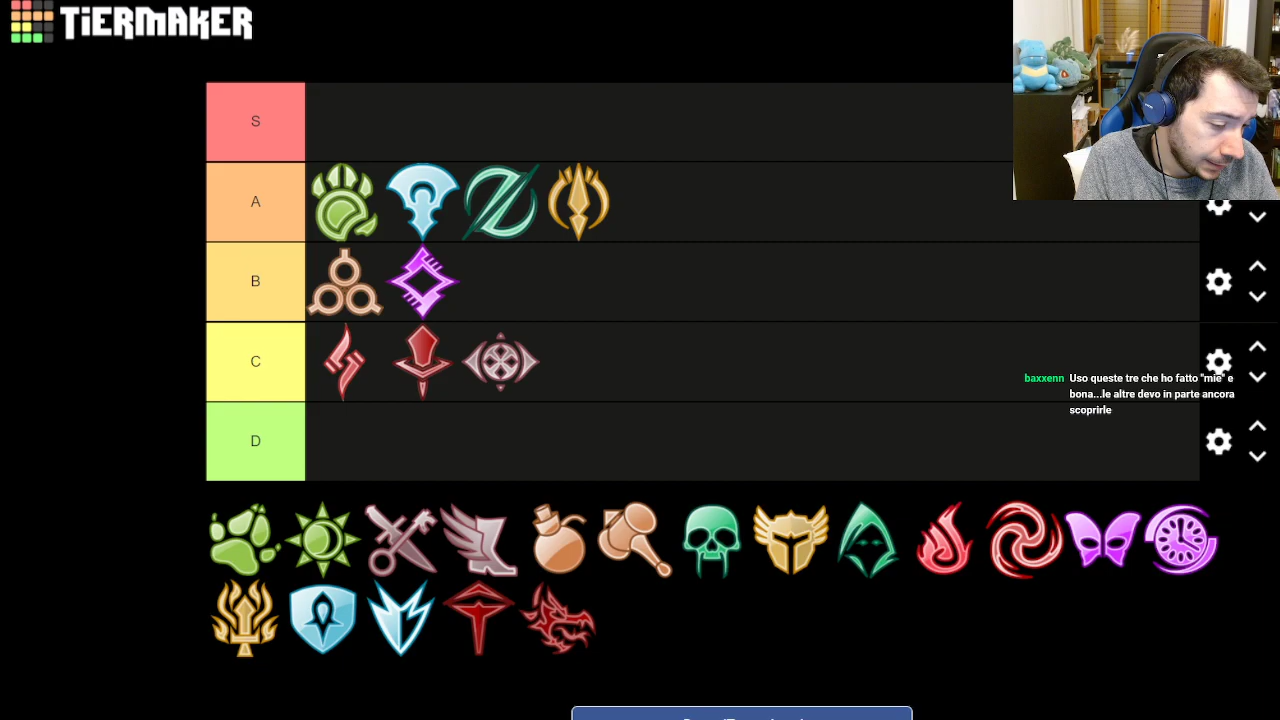 TiERMAKER
S
A
B
C
baxxenn Uso queste tre che ho fatto "mie" e
bona...le altre devo in parte ancora
scoprirle
D